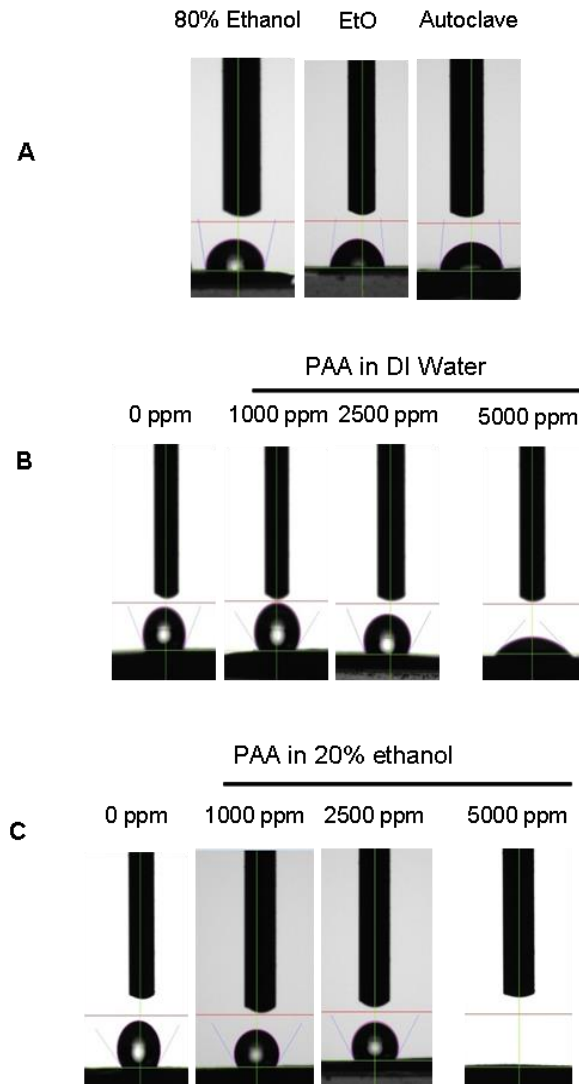 80% Ethanol EtO Autoclave
A
PAA in DI Water
0 ppm 1000 ppm 2500 ppm 5000 ppm
B
PAA in 20% ethanol
0 ppm 1000 ppm 2500 ppm 5000 ppm
C